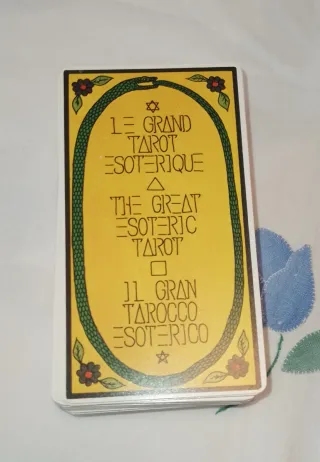 LE GRAND
TAROT
ESOTERIQUE
THE GREAT
ESOTERIC
TAROT
IL GRAN
TAROCCO
ESOTERICO